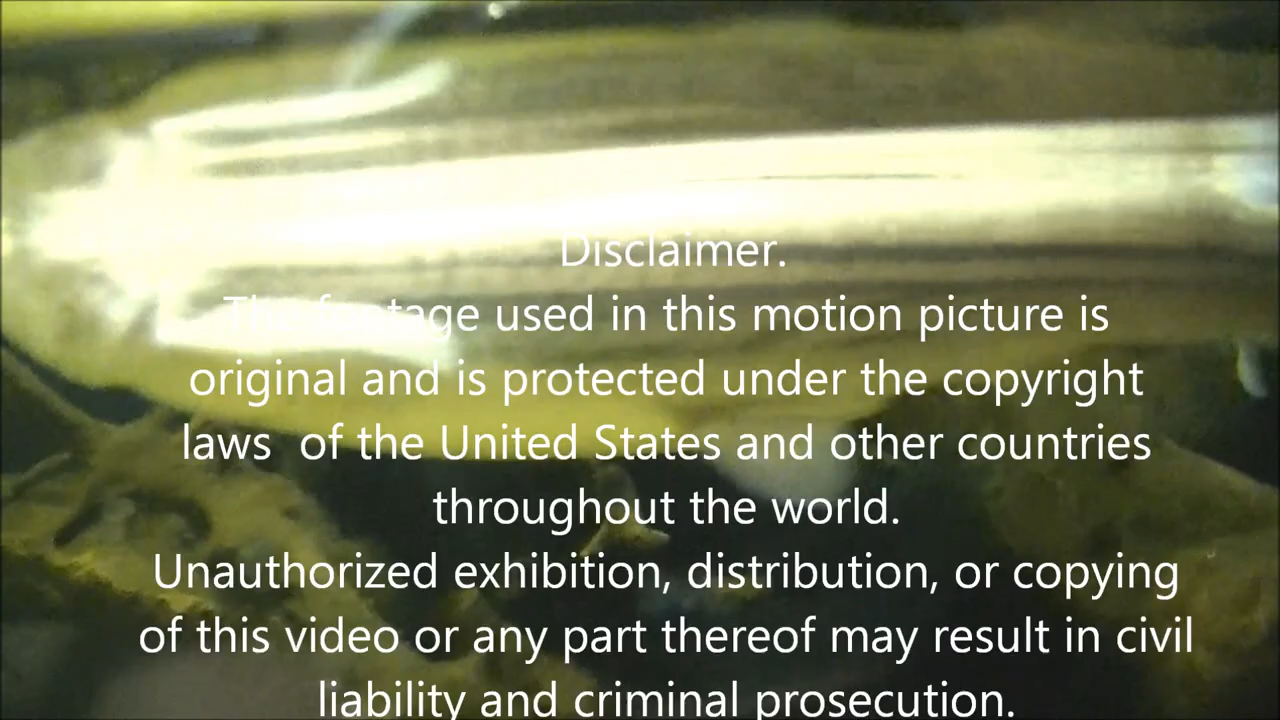 Disclaimer.
The footage used in this motion picture is
original and is protected under the copyright
laws  of the United States and other countries
throughout the world.
Unauthorized exhibition, distribution, or copying
of this video or any part thereof may result in civil
liability and criminal prosecution.